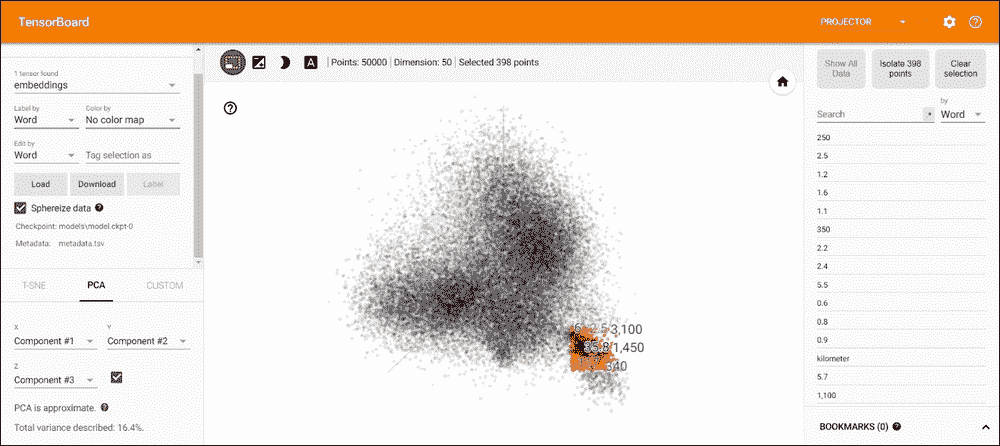 TensorBoard
PROJECTOR
1 tensor found
embeddings
Label by
Color by
Word
No color map
Edit by
Word
Tag selection as
Load
Download
Label
Sphereize data
Checkpoint: models\model.ckpt-0
Metadata: metadata.tsv
T-SNE
PCA
CUSTOM
X
Y
Component #1
Component #2
Z
Component #3
PCA is approximate.
Total variance described: 16.4%.
A
Points: 50000
Dimension: 50
Selected 398 points
3,100
1,450
340
Show All Data
Isolate 398 points
Clear selection
Search
.*
by
Word
250
2.5
1.2
1.6
1.1
350
2.2
2.4
5.5
0.6
0.8
0.9
kilometer
5.7
1,100
BOOKMARKS (0)